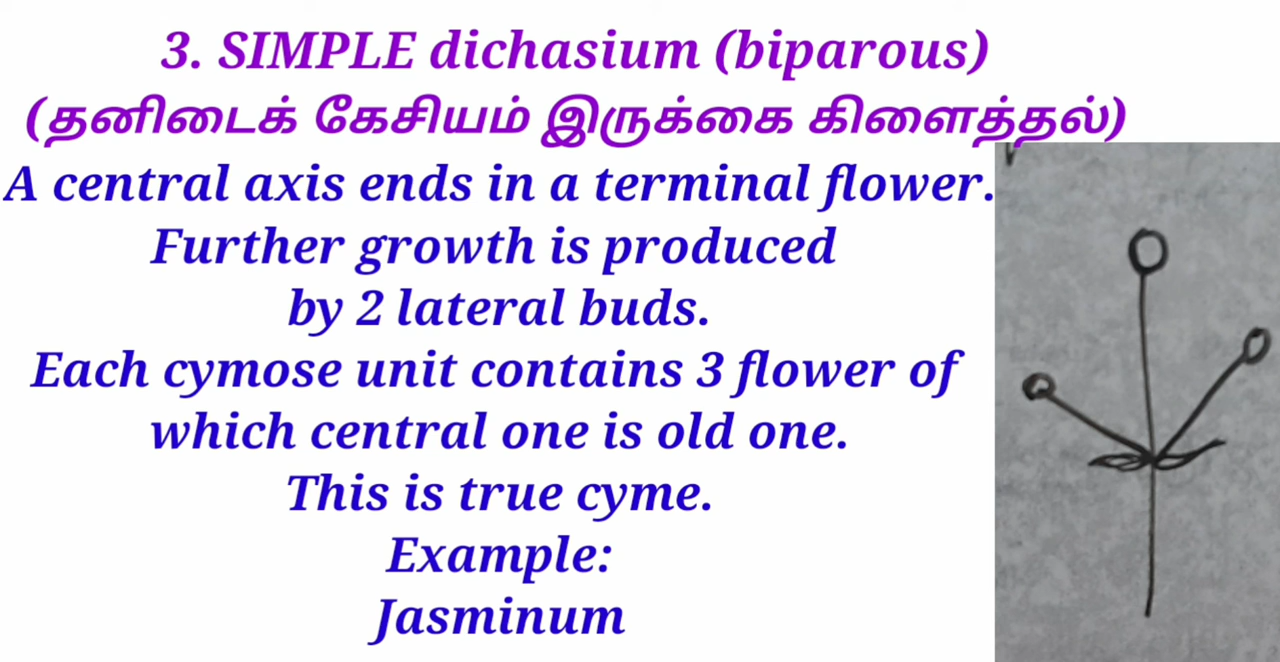 3. SIMPLE dichasium (biparous)
(தனிடைக் கேசியம் இருக்கை கிளைத்தல்)
A central axis ends in a terminal flower.
Further growth is produced
by 2 lateral buds.
Each cymose unit contains 3 flower of
which central one is old one.
This is true cyme.
Example:
Jasminum